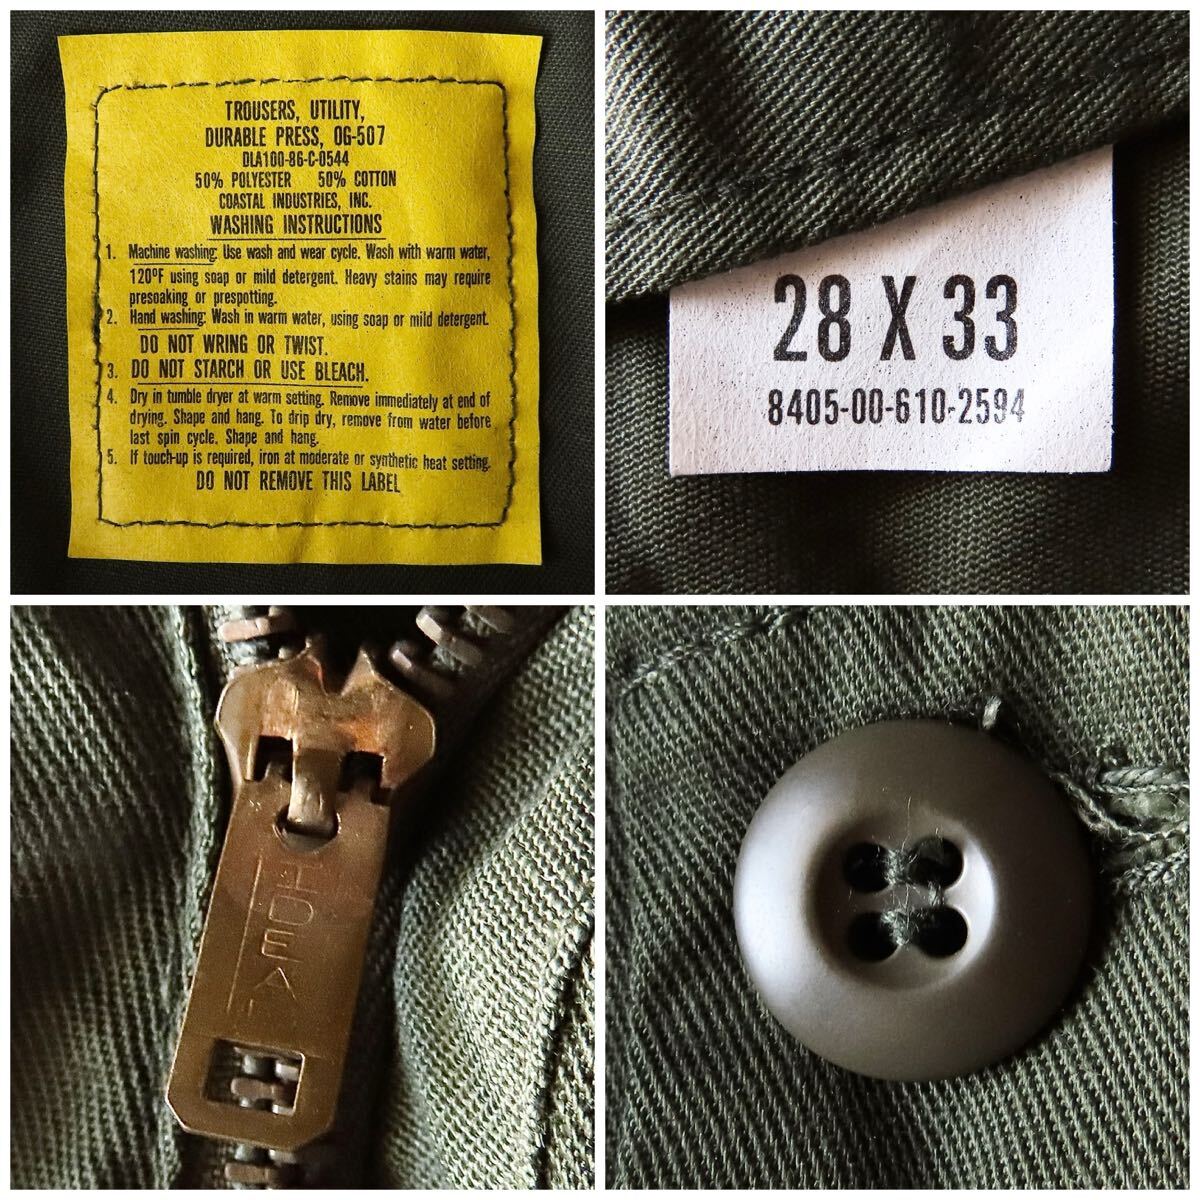 TROUSERS, UTILITY,
DURABLE PRESS, OG-507
DLA100-86-C-0544
50% POLYESTER 50% COTTON
COASTAL INDUSTRIES, INC.
WASHING INSTRUCTIONS
1. Machine washing: Use wash and wear cycle. Wash with warm water,
120ºF using soap or mild detergent. Heavy stains may require
presoaking or prespotting.
2. Hand washing: Wash in warm water, using soap or mild detergent.
DO NOT WRING OR TWIST.
3. DO NOT STARCH OR USE BLEACH.
4. Dry in tumble dryer at warm setting. Remove immediately at end of
drying. Shape and hang. To drip dry, remove from water before
last spin cycle. Shape and hang.
5. If touch-up is required, iron at moderate or synthetic heat setting.
DO NOT REMOVE THIS LABEL
28 X 33
8405-00-610-2594
IDEAL